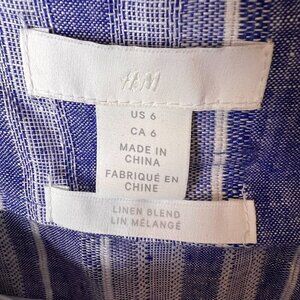 H&M
US 6
CA 6
MADE IN
CHINA
FABRIQUÉ EN
CHINE
LINEN BLEND
LIN MÉLANGÉ